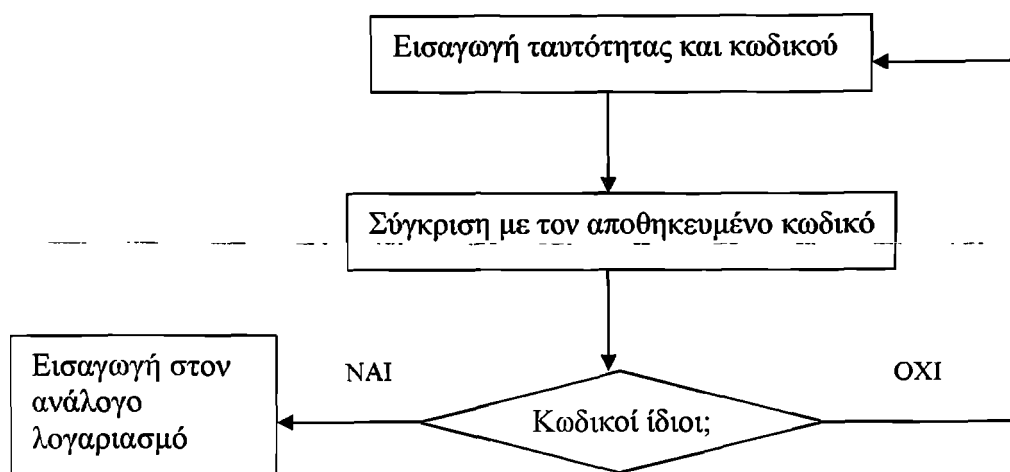 Εισαγωγή ταυτότητας και κωδικού
Σύγκριση με τον αποθηκευμένο κωδικό
Εισαγωγή στον
ανάλογο
λογαριασμό
ΝΑΙ
Κωδικοί ίδιοι;
ΟΧΙ